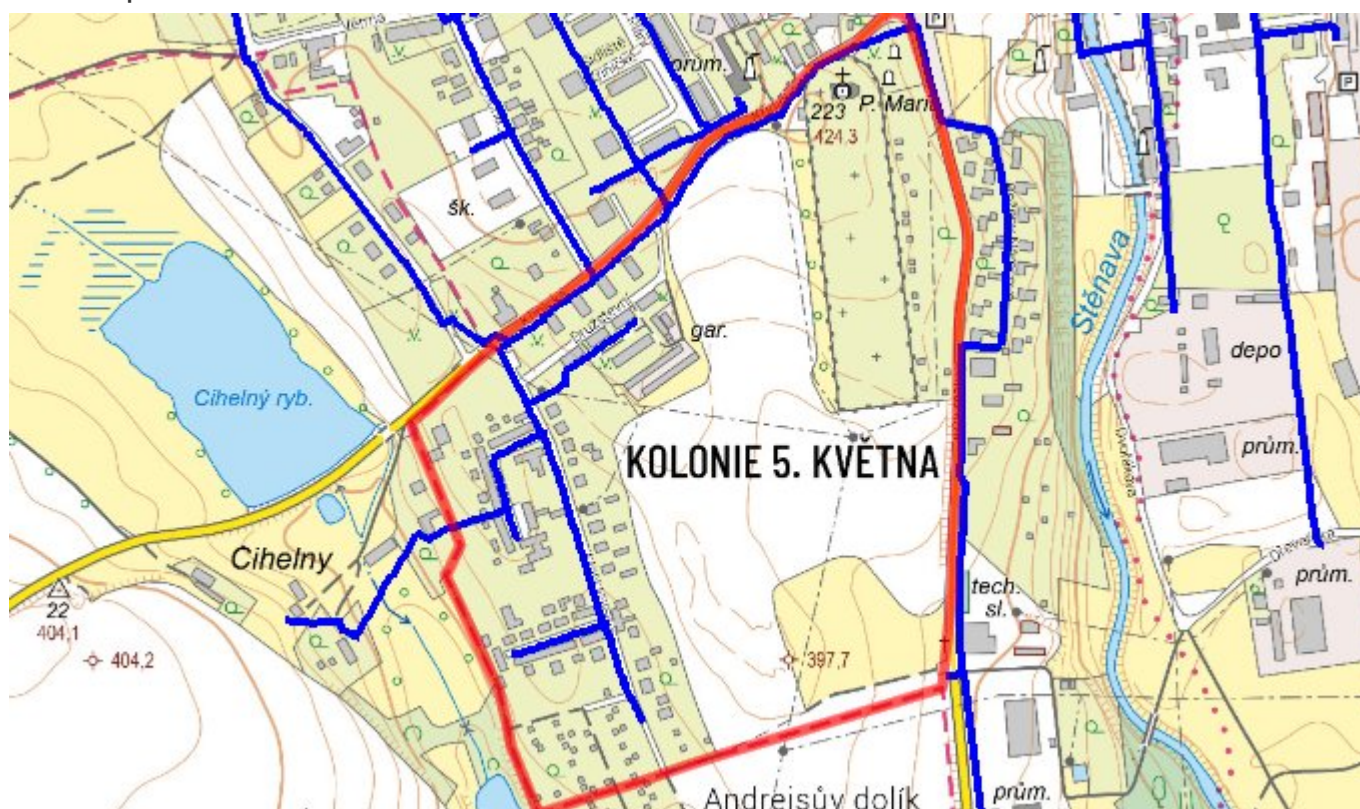 P
prům.
223
424.3
P. Mari
šk.
Stěnava
gar.
depo
Cihelný ryb.
prům.
KOLONIE 5. KVĚTNA
Cihelny
tech.
sl.
prům.
22
404,1
404,2
397,7
Andrejsův dolík
prům.
P